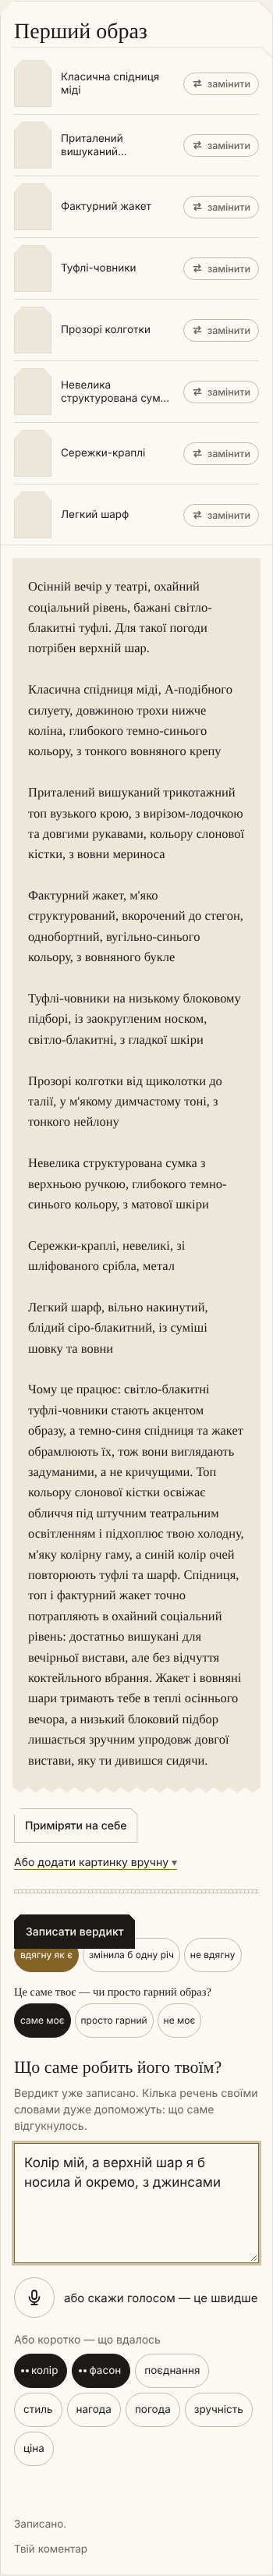 Перший образ
Класична спідниця
міді
замінити
Приталений
вишуканий...
замінити
Фактурний жакет
замінити
Туфлі-човники
замінити
Прозорі колготки
замінити
Невелика
структурована сум...
замінити
Сережки-краплі
замінити
Легкий шарф
замінити
Осінній вечір у театрі, охайний
соціальний рівень, бажані світло-
блакитні туфлі. Для такої погоди
потрібен верхній шар.
Класична спідниця міді, А-подібного
силуету, довжиною трохи нижче
коліна, глибокого темно-синього
кольору, з тонкого вовняного крепу
Приталений вишуканий трикотажний
топ вузького крою, з вирізом-лодочкою
та довгими рукавами, кольору слонової
кістки, з вовни мериноса
Фактурний жакет, м'яко
структурований, вкорочений до стегон,
однобортний, вугільно-синього
кольору, з вовняного букле
Туфлі-човники на низькому блоковому
підборі, із заокругленим носком,
світло-блакитні, з гладкої шкіри
Прозорі колготки від щиколотки до
талії, у м'якому димчастому тоні, з
тонкого нейлону
Невелика структурована сумка з
верхньою ручкою, глибокого темно-
синього кольору, з матової шкіри
Сережки-краплі, невеликі, зі
шліфованого срібла, метал
Легкий шарф, вільно накинутий,
блідий сіро-блакитний, із суміші
шовку та вовни
Чому це працює: світло-блакитні
туфлі-човники стають акцентом
образу, а темно-синя спідниця та жакет
обрамлюють їх, тож вони виглядають
задуманими, а не кричущими. Топ
кольору слонової кістки освіжає
обличчя під штучним театральним
освітленням і підхоплює твою холодну,
м'яку колірну гаму, а синій колір очей
повторюють туфлі та шарф. Спідниця,
топ і фактурний жакет точно
потрапляють в охайний соціальний
рівень: достатньо вишукані для
вечірньої вистави, але без відчуття
коктейльного вбрання. Жакет і вовняні
шари тримають тебе в теплі осіннього
вечора, а низький блоковий підбор
лишається зручним упродовж довгої
вистави, яку ти дивишся сидячи.
Приміряти на себе
Або додати картинку вручну ▾
Записати вердикт
вдягну як є
змінила б одну річ
не вдягну
Це саме твоє — чи просто гарний образ?
саме моє
просто гарний
не моє
Що саме робить його твоїм?
Вердикт уже записано. Кілька речень своїми
словами дуже допоможуть: що саме
відгукнулось.
Колір мій, а верхній шар я б
носила й окремо, з джинсами
або скажи голосом — це швидше
Або коротко — що вдалось
колір
фасон
поєднання
стиль
нагода
погода
зручність
ціна
Записано.
Твій коментар